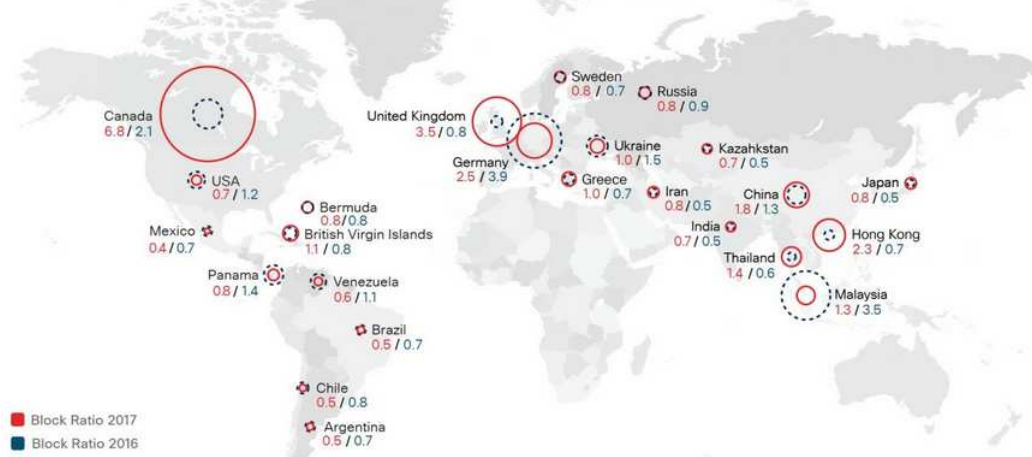 Sweden
0.8 / 0.7
Russia
0.8 / 0.9
Canada
6.8 / 2.1
United Kingdom
3.5 / 0.8
Ukraine
1.0 / 1.5
Kazahkstan
0.7 / 0.5
Germany
2.5 / 3.9
USA
0.7 / 1.2
Greece
1.0 / 0.7
Iran
0.8 / 0.5
China
1.8 / 1.3
Japan
0.8 / 0.5
Bermuda
0.8/0.8
Mexico
0.4 / 0.7
British Virgin Islands
1.1 / 0.8
India
0.7 / 0.5
Hong Kong
2.3 / 0.7
Thailand
1.4 / 0.6
Panama
0.8 / 1.4
Venezuela
0.6 / 1.1
Malaysia
1.3 / 3.5
Brazil
0.5 / 0.7
Chile
0.5 / 0.8
Argentina
0.5 / 0.7
Block Ratio 2017
Block Ratio 2016